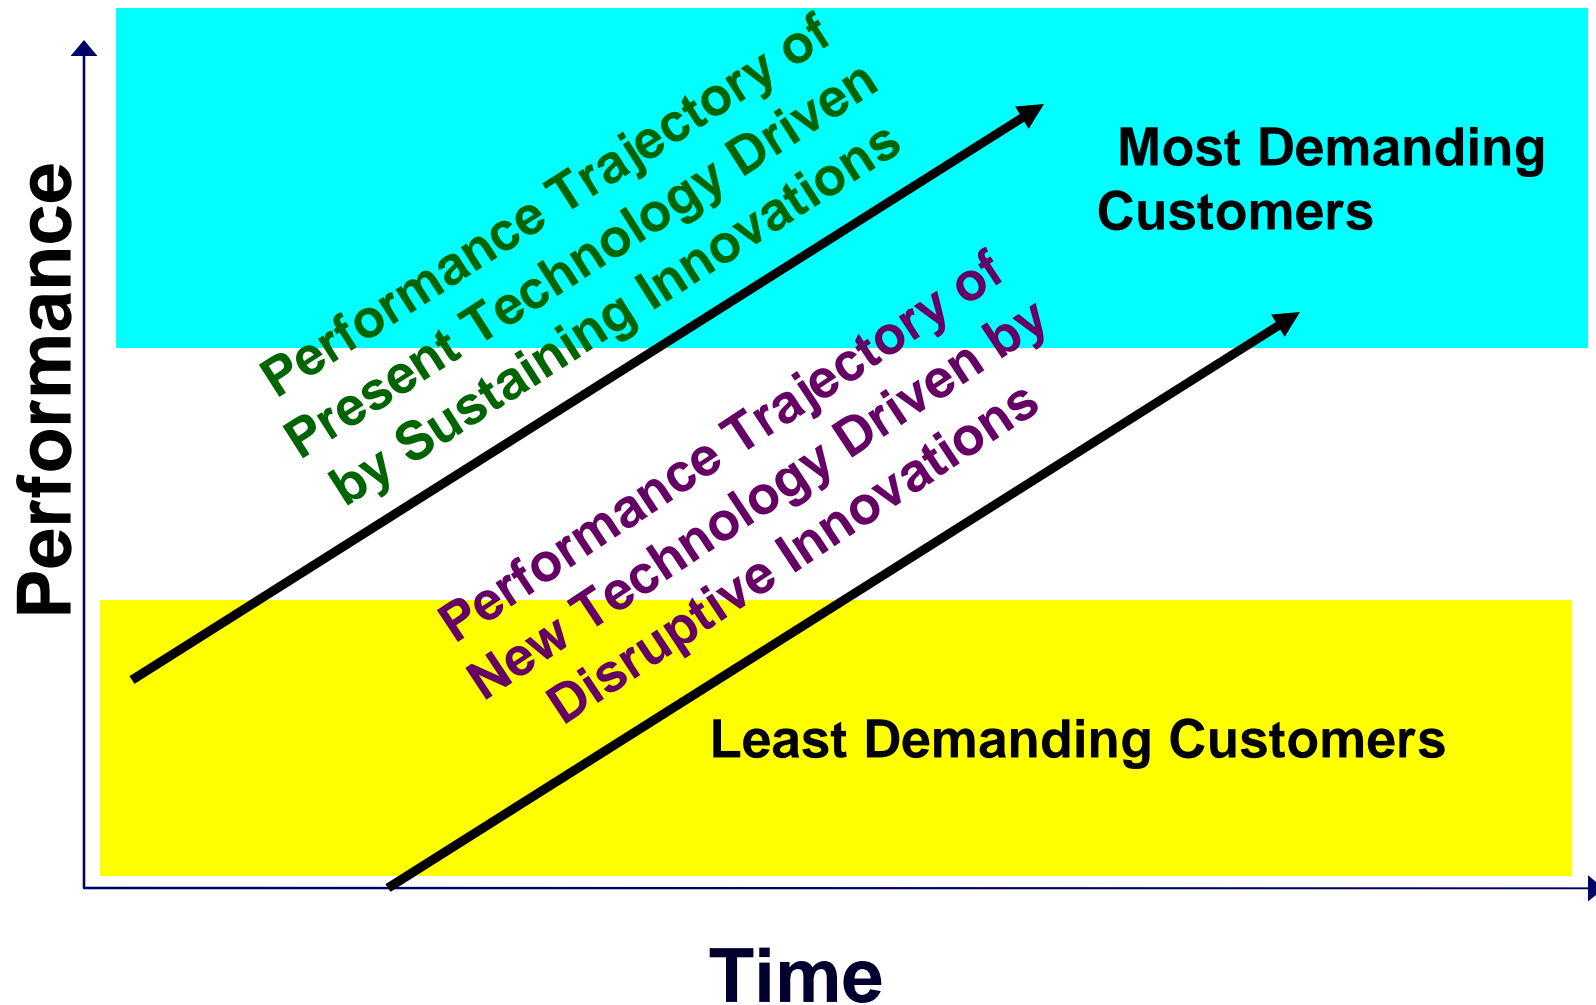 Performance
Performance Trajectory of
Present Technology Driven
by Sustaining Innovations
Most Demanding
Customers
Performance Trajectory of
New Technology Driven by
Disruptive Innovations
Least Demanding Customers
Time